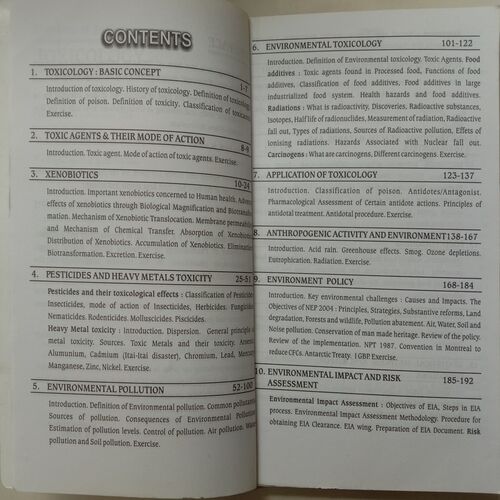 CONTENTS
1. TOXICOLOGY : BASIC CONCEPT 1-7
Introduction of toxicology. History of toxicology. Definition of toxicology.
Definition of poison. Definition of toxicity. Classification of toxicants.
Exercise.
2. TOXIC AGENTS & THEIR MODE OF ACTION 8-9
Introduction. Toxic agent. Mode of action of toxic agents. Exercise.
3. XENOBIOTICS 10-24
Introduction. Important xenobiotics concerned to Human health. Adverse
effects of xenobiotics through Biological Magnification and
Mechanism of Xenobiotic Translocation. Membrane
and Mechanism of Chemical Transfer. Absorption of Xenobiotics
Distribution of Xenobiotics. Accumulation of Xenobiotics. Elimination
Biotransformation. Excretion. Exercise.
4. PESTICIDES AND HEAVY METALS TOXICITY 25-51
Pesticides and their toxicological effects : Classification of Pesticides
Insecticides, mode of action of Insecticides, Herbicides. Fungicides
Nematicides. Rodenticides. Molluscicides. Piscicides.
Heavy Metal toxicity : Introduction. Dispersion. General principle of
metal toxicity. Sources. Toxic Metals and their toxicity. Arsenic
Alumunium, Cadmium (Itai-Itai disaster), Chromium, Lead, Mercury
Manganese, Zinc, Nickel. Exercise.
5. ENVIRONMENTAL POLLUTION 52-100
Introduction. Definition of Environmental pollution. Common pollutants
Sources of pollution. Consequences of Environmental Pollution
Estimation of pollution levels. Control of pollution. Air pollution. Water
pollution and Soil pollution. Exercise.
6. ENVIRONMENTAL TOXICOLOGY 101-122
Introduction. Definition of Environmental toxicology. Toxic Agents. Food
additives : Toxic agents found in Processed food, Functions of food
additives, Classification of food additives. Food additives in large
industrialized food system. Health hazards and food additives.
Radiations : What is radioactivity. Discoveries, Radioactive substances,
Isotopes, Half life of radionuclides, Measurement of radiation, Radioactive
fall out, Types of radiations, Sources of Radioactive pollution. Effets of
ionising radiations. Hazards Associated with Nuclear fall out.
Carcinogens : What are carcinogens, Different carcinogens. Exercise.
7. APPLICATION OF TOXICOLOGY 123-137
Introduction. Classification of poison. Antidotes/Antagonist.
Pharmacological Assessment of Certain antidote actions. Principles of
antidotal treatment. Antidotal procedure. Exercise.
8. ANTHROPOGENIC ACTIVITY AND ENVIRONMENT 138-167
Introduction. Acid rain. Greenhouse effects. Smog. Ozone depletions.
Eutrophication. Radiation. Exercise.
9. ENVIRONMENT POLICY 168-184
Introduction. Key environmental challenges : Causes and Impacts. The
Objectives of NEP 2004 : Principles, Strategies, Substantive reforms, Land
degradation, Forests and wildlife, Pollution abatement. Air, Water, Soil and
Noise pollution. Conservation of man made heritage. Review of the policy.
Review of the implementation. NPT 1987. Convention in Montreal to
reduce CFCs. Antarctic Treaty. IGBP Exercise.
10. ENVIRONMENTAL IMPACT AND RISK
ASSESSMENT 185-192
Environmental Impact Assessment : Objectives of EIA, Steps in EIA
process. Environmental Impact Assessment Methodology. Procedure for
obtaining EIA Clearance. EIA wing. Preparation of EIA Document. Risk